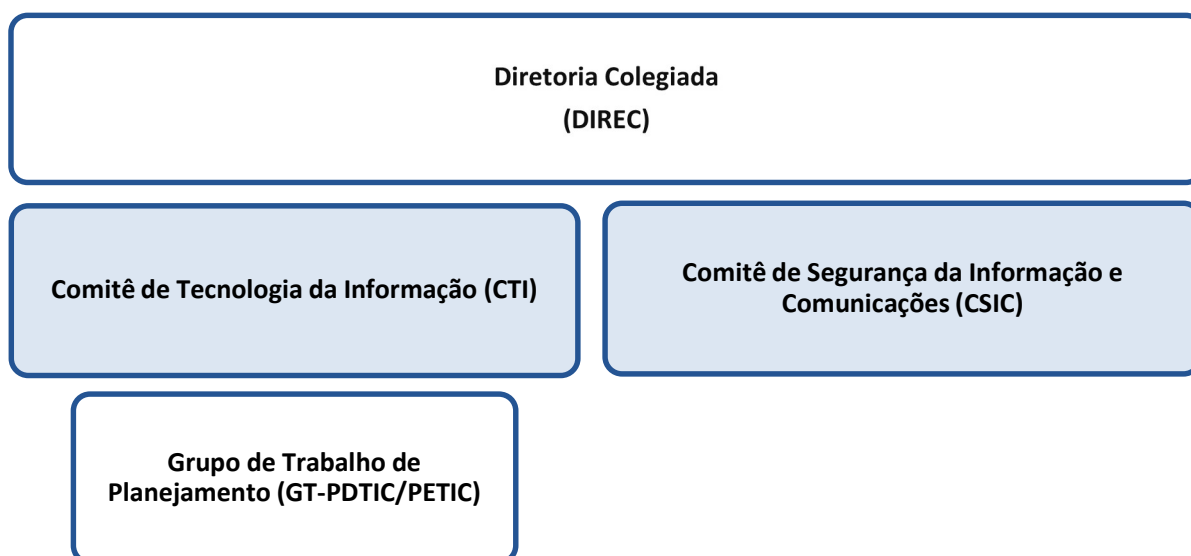 Diretoria Colegiada
(DIREC)
Comitê de Tecnologia da Informação (CTI)
Comitê de Segurança da Informação e
Comunicações (CSIC)
Grupo de Trabalho de
Planejamento (GT-PDTIC/PETIC)